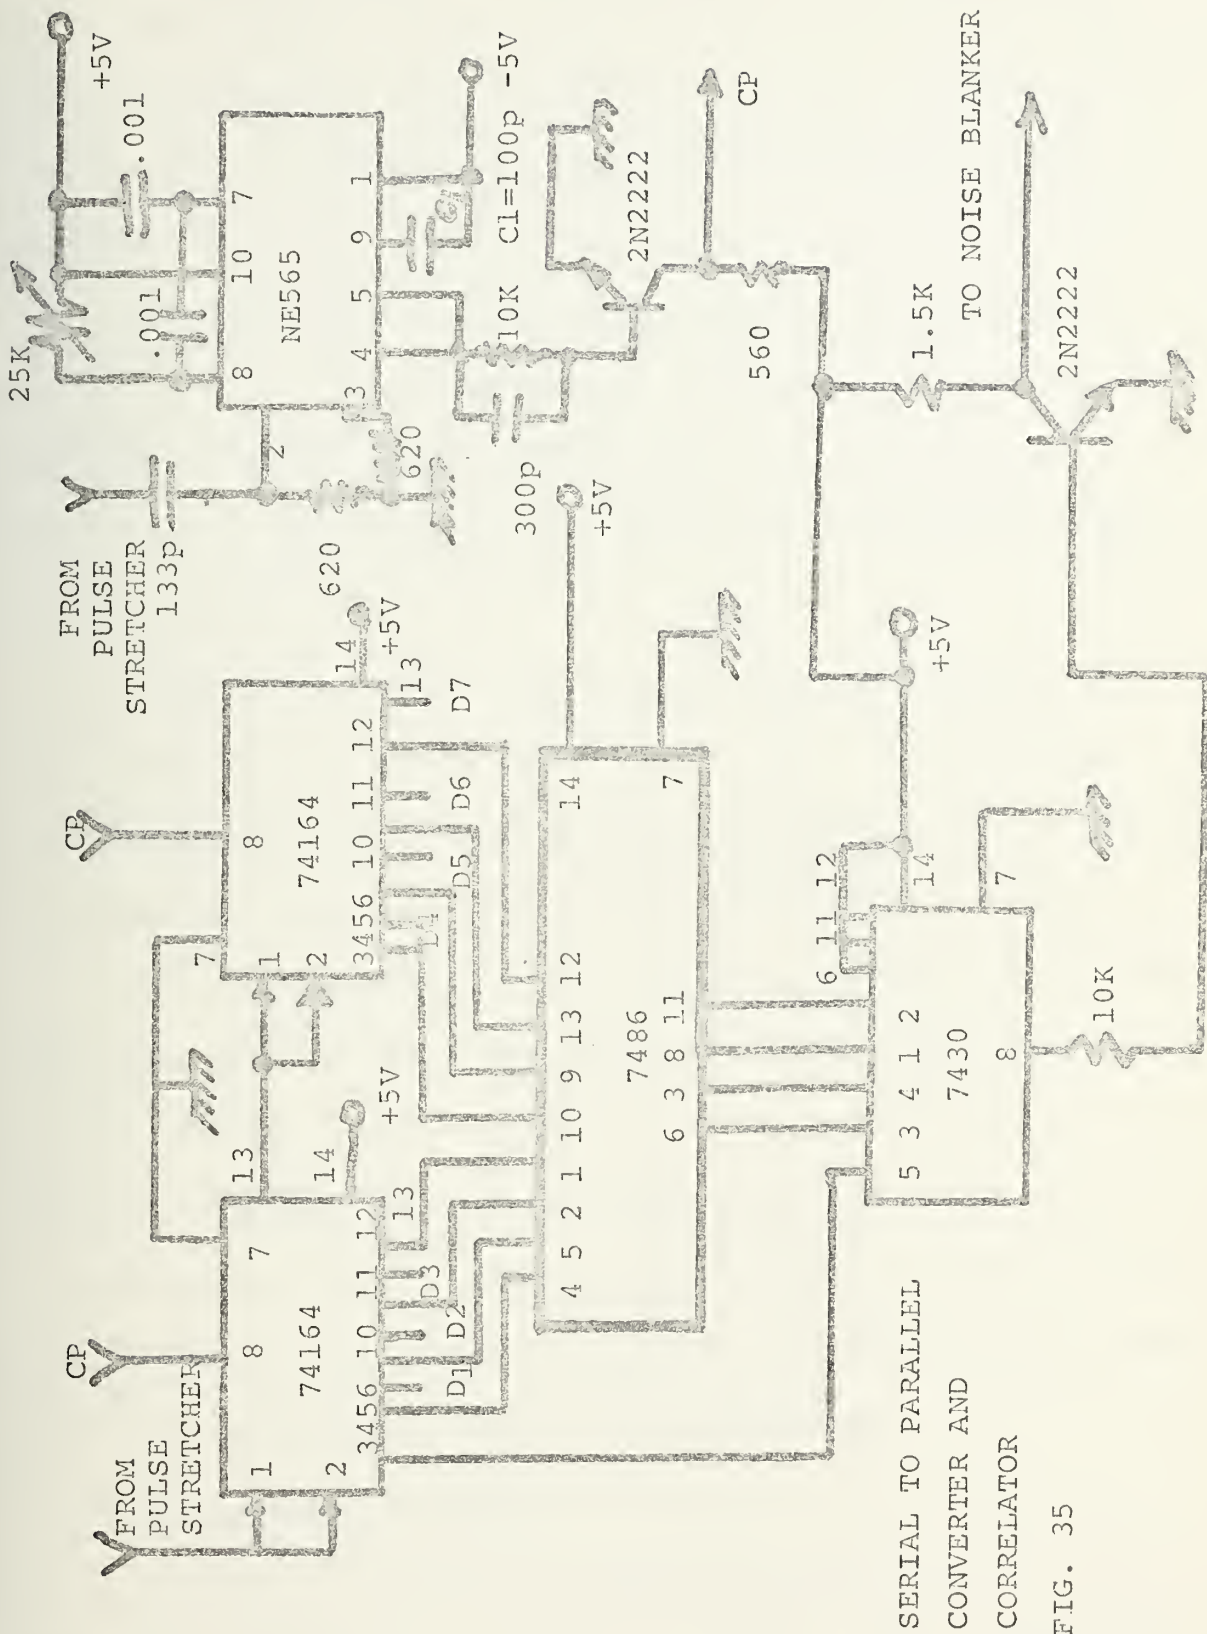 FROM
PULSE
STRETCHER
CP
8
7
1
74164
2
3456 10 11 12
13
14
+5V
13
D1 D2 D3
CP
8
7
1
74164
2
3456 10 11 12
14
+5V
13
D5 D6 D7
FROM
PULSE
STRETCHER
133p
620
2
620
25K
.001
.001
+5V
8 10 7
NE565
3
4 5 9 1
C1=100p -5V
10K
300p
2N2222
CP
560
1.5K
TO NOISE BLANKER
2N2222
+5V
4 5 2 1 10 9 13 12
14
7486
7
6 3 8 11
+5V
6 11 12
14
5 3 4 1 2
7430
7
8
10K
SERIAL TO PARALLEL
CONVERTER AND
CORRELATOR
FIG. 35